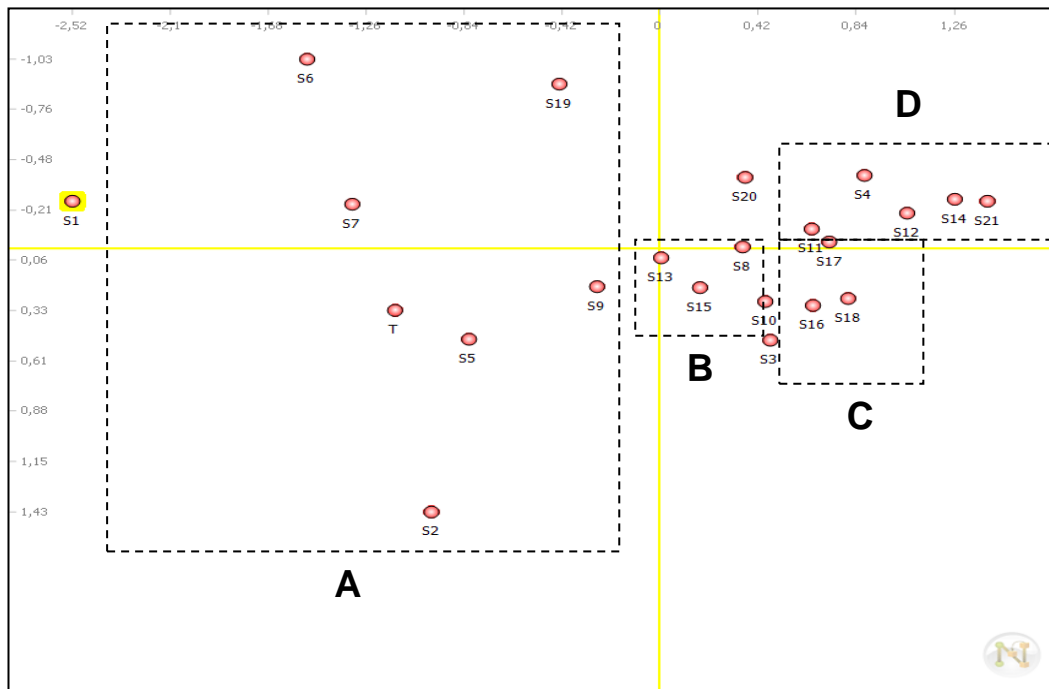 -2,52 -2,1 -1,68 -1,26 -0,84 -0,42 0 0,42 0,84 1,26
-1,03
S6
S19
-0,76
D
-0,48
S20
S4
-0,21
S1
S7
S12
S14
S21
S11
S17
0,06
S13
S8
S9
S15
S10
S16
S18
0,33
T
S5
S3
0,61
B
0,88
C
1,15
1,43
S2
A
N